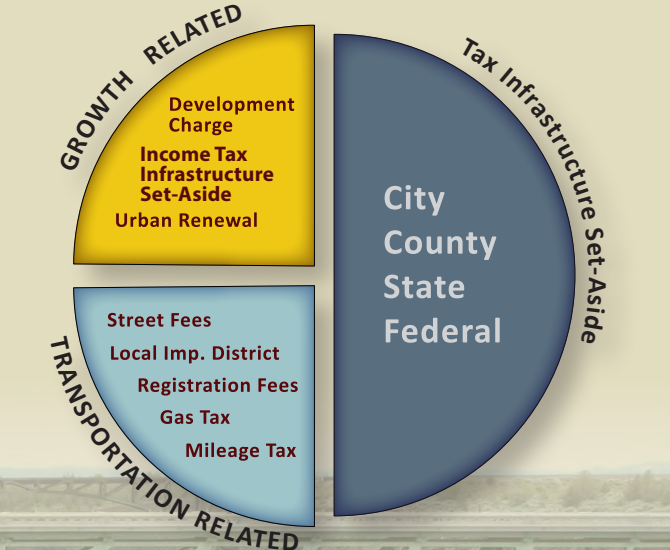 GROWTH RELATED
Development
Charge
Income Tax
Infrastructure
Set-Aside
Urban Renewal
Street Fees
Local Imp. District
Registration Fees
Gas Tax
Mileage Tax
TRANSPORTATION RELATED
Tax Infrastructure Set-Aside
City
County
State
Federal